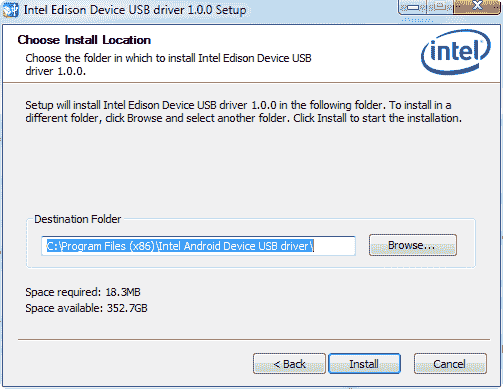 Intel Edison Device USB driver 1.0.0 Setup
Choose Install Location
Choose the folder in which to install Intel Edison Device USB
driver 1.0.0.
intel
Setup will install Intel Edison Device USB driver 1.0.0 in the following folder. To install in a
different folder, click Browse and select another folder. Click Install to start the installation.
Destination Folder
C:\Program Files (x86)\Intel Android Device USB driver\
Browse...
Space required: 18.3MB
Space available: 352.7GB
< Back
Install
Cancel